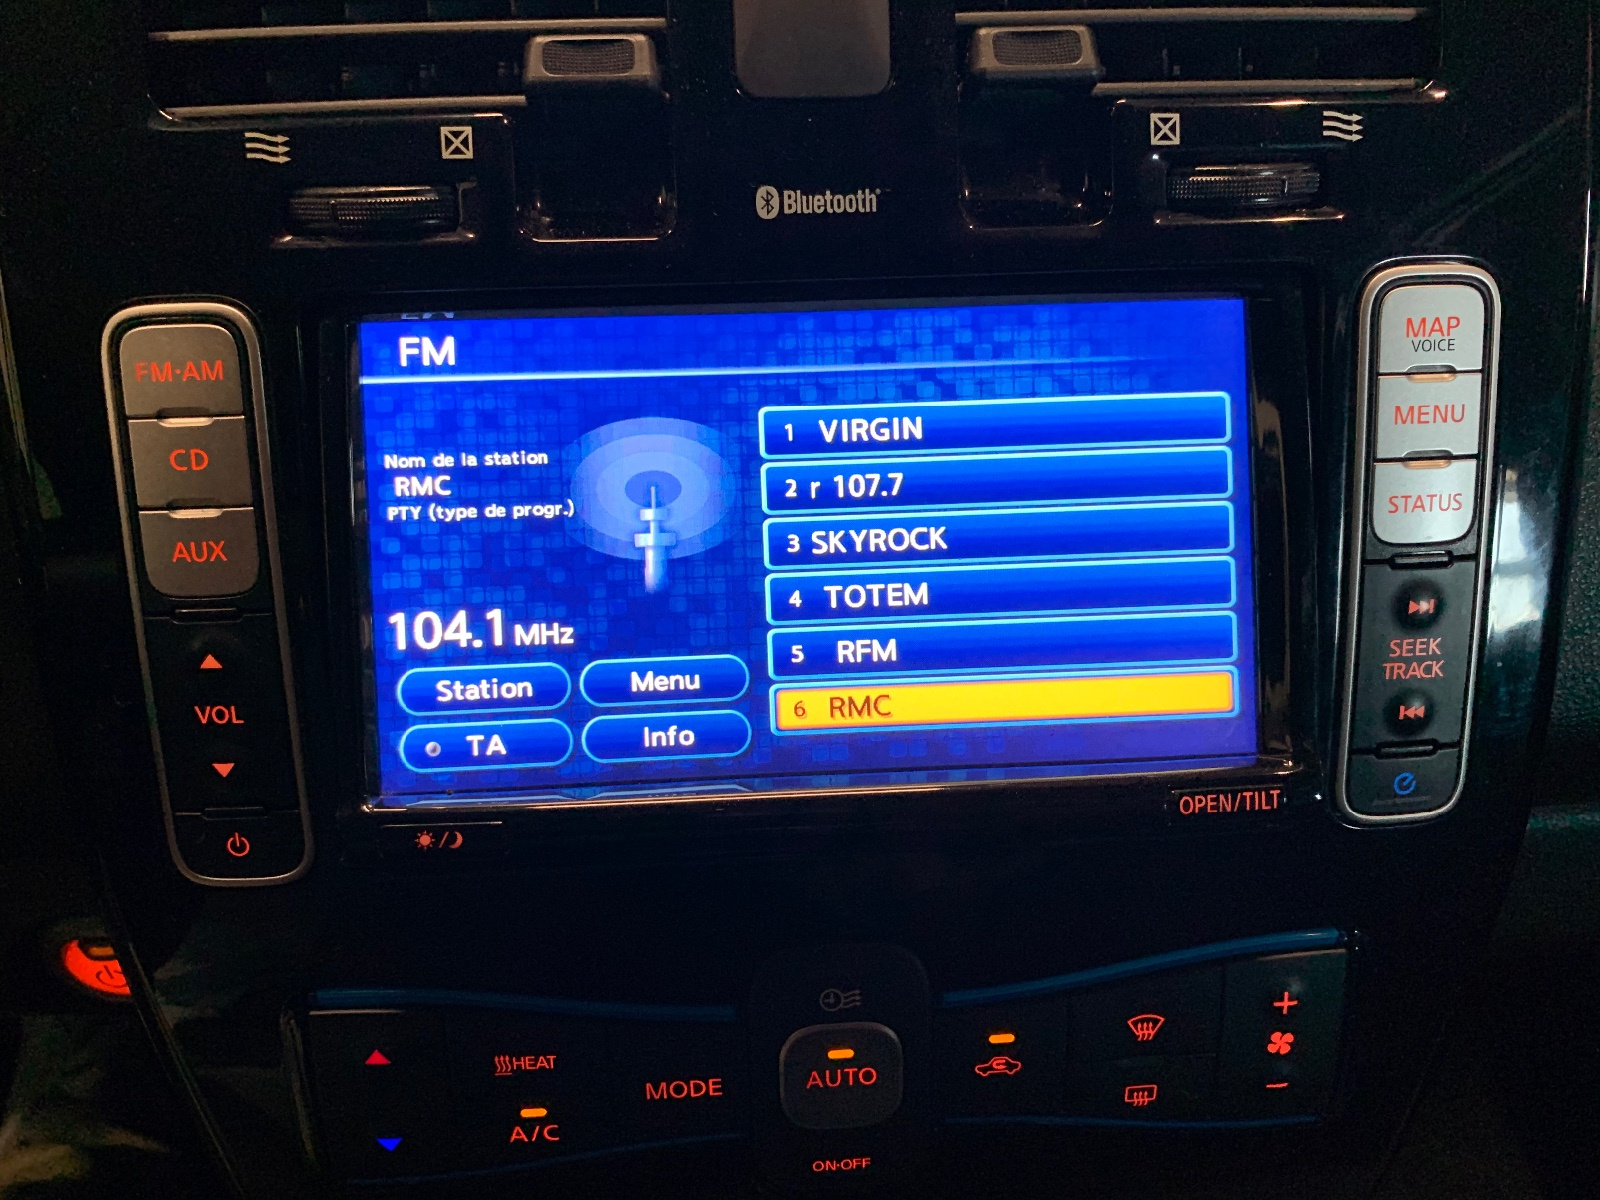 Bluetooth
FM
Nom de la station
RMC
PTY (type de progr.)
104.1 MHz
Station
Menu
TA
Info
1 VIRGIN
2 r 107.7
3 SKYROCK
4 TOTEM
5 RFM
6 RMC
FM·AM
CD
AUX
VOL
MAP
VOICE
MENU
STATUS
SEEK
TRACK
OPEN/TILT
HEAT
A/C
MODE
AUTO
ON·OFF